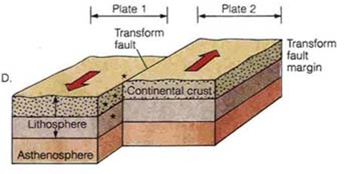 Plate 1
Plate 2
Transform
fault
Transform
fault
margin
D.
Continental crust
Lithosphere
Asthenosphere